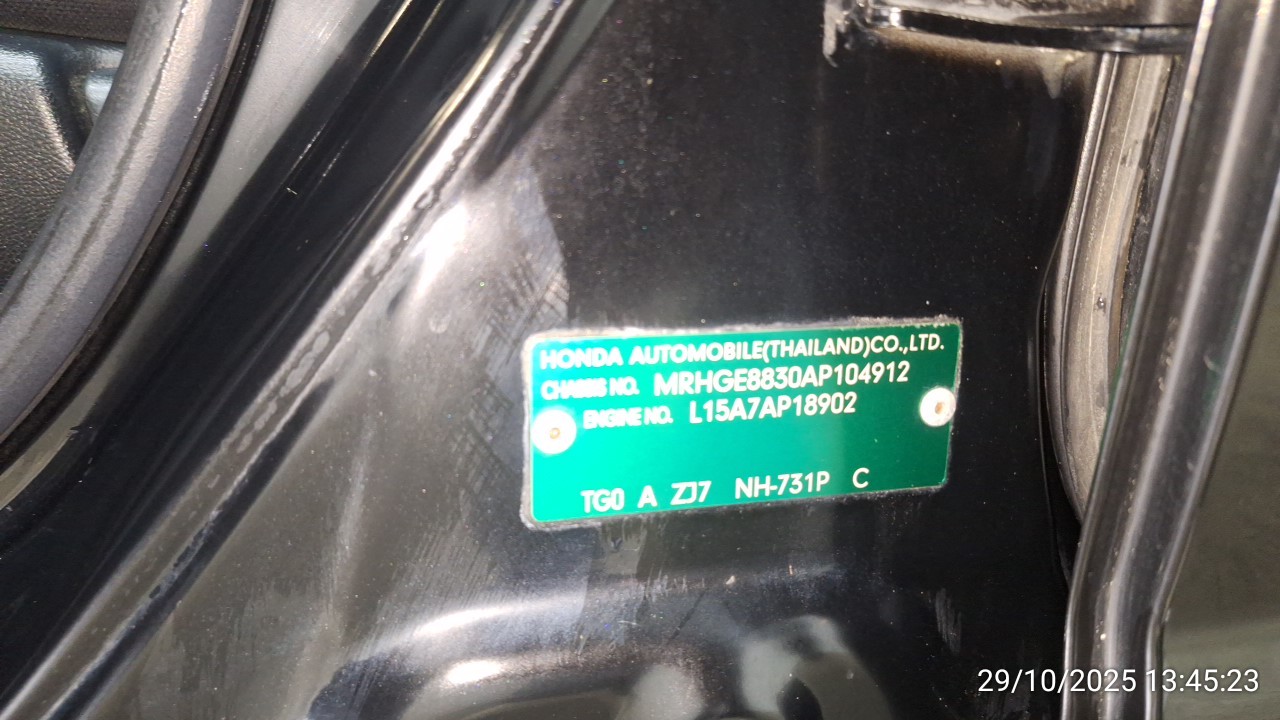 HONDA AUTOMOBILE(THAILAND)CO.,LTD.
CHASSIS NO. MRHGE8830AP104912
ENGINE NO. L15A7AP18902
TG0 A ZJ7 NH-731P C
29/10/2025 13:45:23